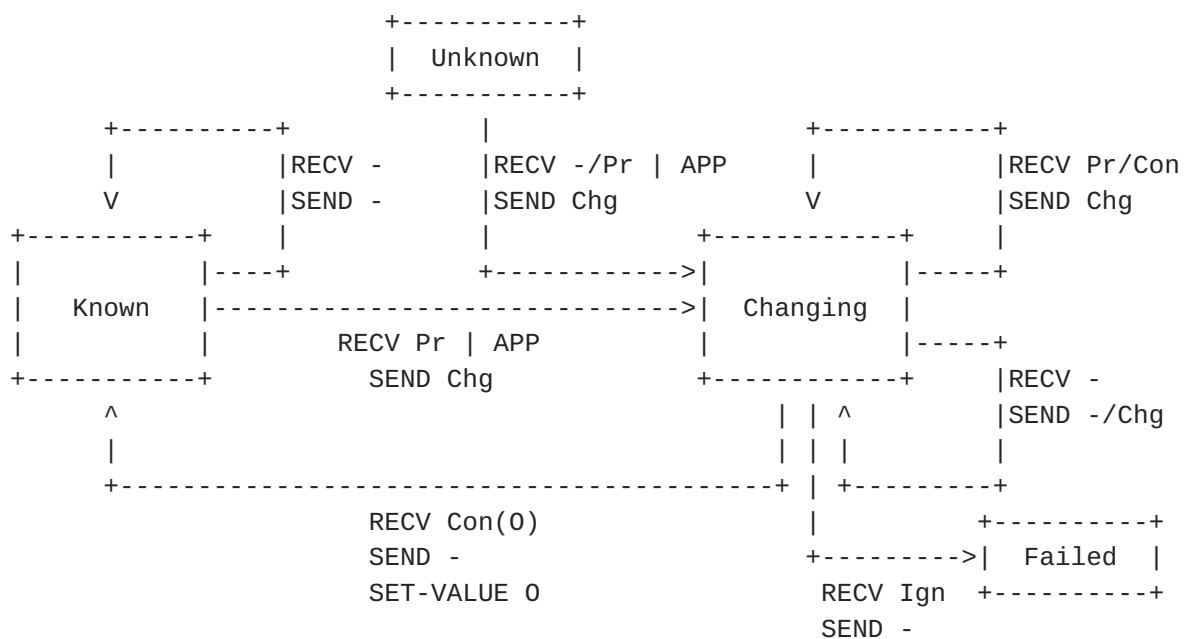 Unknown
RECV -
RECV -/Pr | APP
RECV Pr/Con
SEND -
SEND Chg
SEND Chg
Known
Changing
RECV Pr | APP
SEND Chg
RECV -
SEND -/Chg
RECV Con(O)
SEND -
Failed
SET-VALUE O
RECV Ign
SEND -